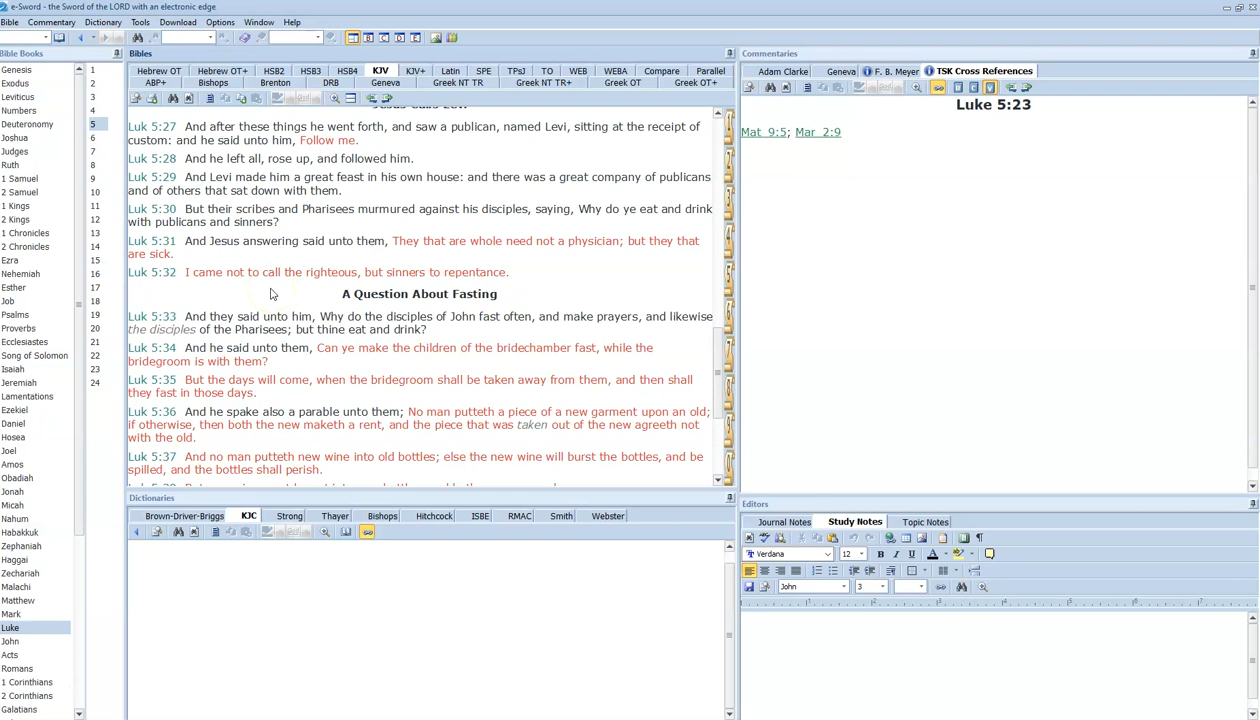 e-Sword - the Sword of the LORD with an electronic edge
Bible Commentary Dictionary Tools Download Options Window Help
B C D E
Bible Books
Genesis
Exodus
Leviticus
Numbers
Deuteronomy
Joshua
Judges
Ruth
1 Samuel
2 Samuel
1 Kings
2 Kings
1 Chronicles
2 Chronicles
Ezra
Nehemiah
Esther
Job
Psalms
Proverbs
Ecclesiastes
Song of Solomon
Isaiah
Jeremiah
Lamentations
Ezekiel
Daniel
Hosea
Joel
Amos
Obadiah
Jonah
Micah
Nahum
Habakkuk
Zephaniah
Haggai
Zechariah
Malachi
Matthew
Mark
Luke
John
Acts
Romans
1 Corinthians
2 Corinthians
Galatians
1
2
3
4
5
6
7
8
9
10
11
12
13
14
15
16
17
18
19
20
21
22
23
24
Bibles
Hebrew OT Hebrew OT+ HSB2 HSB3 HSB4 KJV KJV+ Latin SPE TPsJ TO WEB WEBA Compare Parallel
ABP+ Bishops Brenton DRB Geneva Greek NT TR Greek NT TR+ Greek OT Greek OT+
Luk 5:27 And after these things he went forth, and saw a publican, named Levi, sitting at the receipt of
custom: and he said unto him, Follow me.
Luk 5:28 And he left all, rose up, and followed him.
Luk 5:29 And Levi made him a great feast in his own house: and there was a great company of publicans
and of others that sat down with them.
Luk 5:30 But their scribes and Pharisees murmured against his disciples, saying, Why do ye eat and drink
with publicans and sinners?
Luk 5:31 And Jesus answering said unto them, They that are whole need not a physician; but they that
are sick.
Luk 5:32 I came not to call the righteous, but sinners to repentance.
A Question About Fasting
Luk 5:33 And they said unto him, Why do the disciples of John fast often, and make prayers, and likewise
the disciples of the Pharisees; but thine eat and drink?
Luk 5:34 And he said unto them, Can ye make the children of the bridechamber fast, while the
bridegroom is with them?
Luk 5:35 But the days will come, when the bridegroom shall be taken away from them, and then shall
they fast in those days.
Luk 5:36 And he spake also a parable unto them; No man putteth a piece of a new garment upon an old;
if otherwise, then both the new maketh a rent, and the piece that was taken out of the new agreeth not
with the old.
Luk 5:37 And no man putteth new wine into old bottles; else the new wine will burst the bottles, and be
spilled, and the bottles shall perish.
Dictionaries
Brown-Driver-Briggs KJC Strong Thayer Bishops Hitchcock ISBE RMAC Smith Webster
Commentaries
Adam Clarke Geneva F. B. Meyer TSK Cross References
Luke 5:23
Mat 9:5; Mar 2:9
Editors
Journal Notes Study Notes Topic Notes
Verdana 12 B I U A
John 3
1 2 3 4 5 6 7